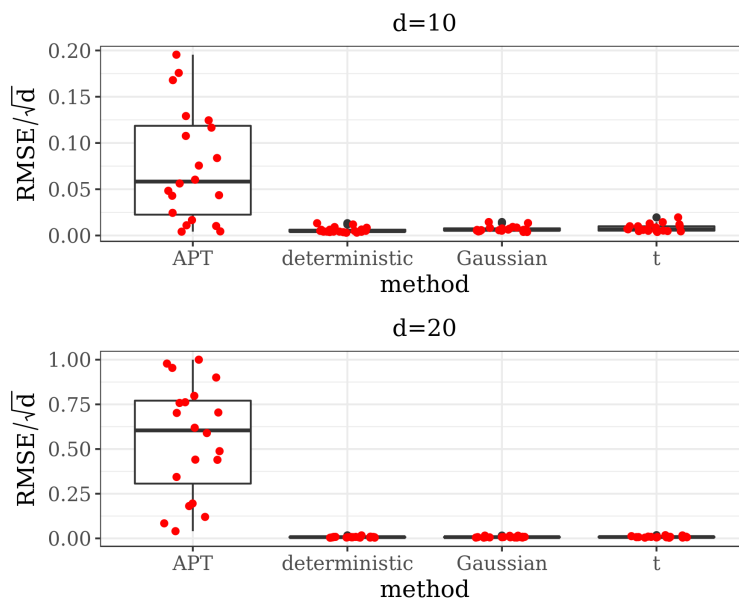 d=10
RMSE/√d
0.20
0.15
0.10
0.05
0.00
APT deterministic Gaussian t
method
d=20
RMSE/√d
1.00
0.75
0.50
0.25
0.00
APT deterministic Gaussian t
method